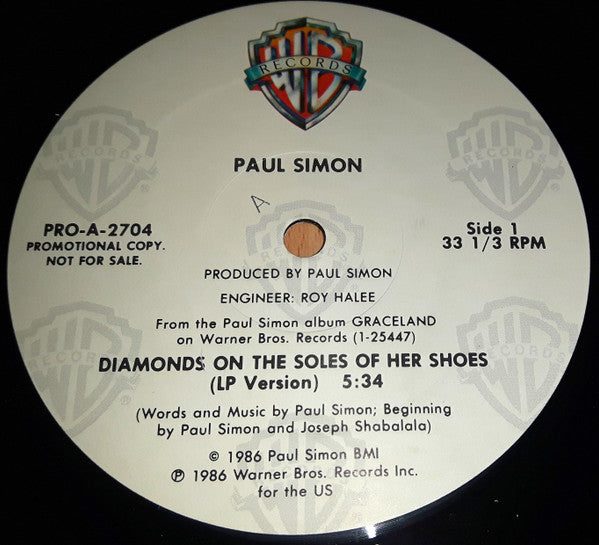 WB
RECORDS
®
PAUL SIMON
A
PRO-A-2704
PROMOTIONAL COPY.
NOT FOR SALE.
Side 1
33 1/3 RPM
PRODUCED BY PAUL SIMON
ENGINEER: ROY HALEE
From the Paul Simon album GRACELAND
on Warner Bros. Records (1-25447)
DIAMONDS ON THE SOLES OF HER SHOES
(LP Version) 5:34
(Words and Music by Paul Simon; Beginning
by Paul Simon and Joseph Shabalala)
© 1986 Paul Simon BMI
℗ 1986 Warner Bros. Records Inc.
for the US